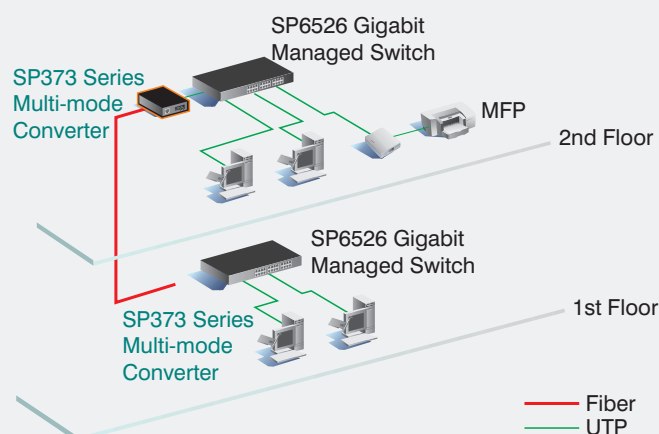 SP6526 Gigabit
Managed Switch
SP373 Series
Multi-mode
Converter
MFP
2nd Floor
SP6526 Gigabit
Managed Switch
SP373 Series
Multi-mode
Converter
1st Floor
Fiber
UTP